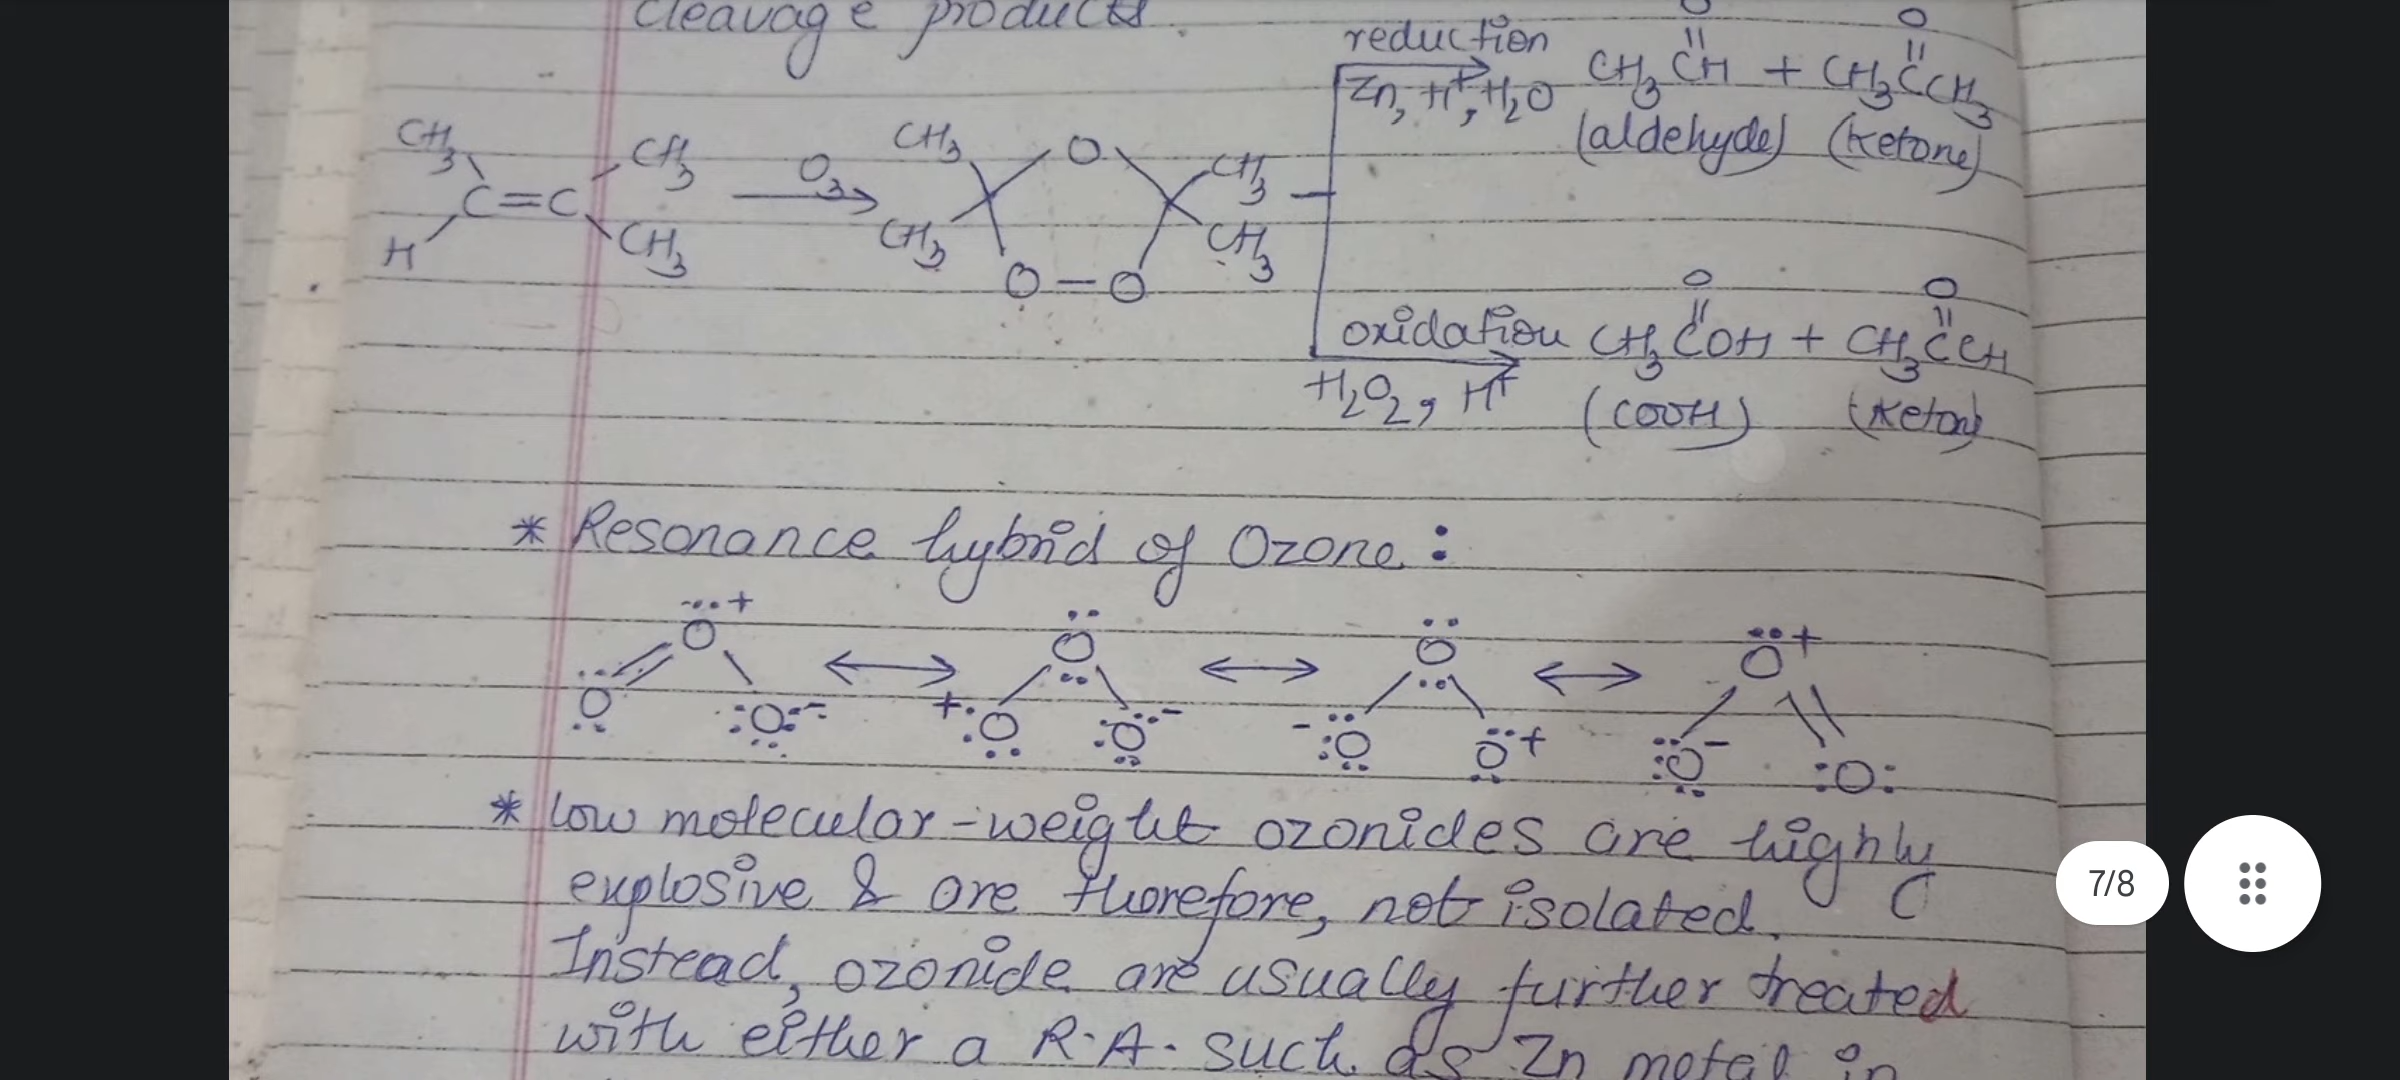 Cleavage products.
reduction
Zn, H⁺, H₂O
O O
CH₃CH + CH₃CCH₃
(aldehyde) (Ketone)
CH₃ CH₃
C=C
H CH₃
O₃
CH₃ O CH₃
CH₃ CH₃
O—O
oxidation
H₂O₂, H⁺
O O
CH₃COH + CH₃CCH
(COOH) (Keton)
* Resonance hybrid of Ozone :
O + ↔ O ↔ O ↔ O +
O O - + O O - - O O + O - O
* Low molecular-weight ozonides are highly
explosive & are therefore, not isolated.
Instead, ozonide are usually further treated
with either a R.A. such as Zn metal in
7/8